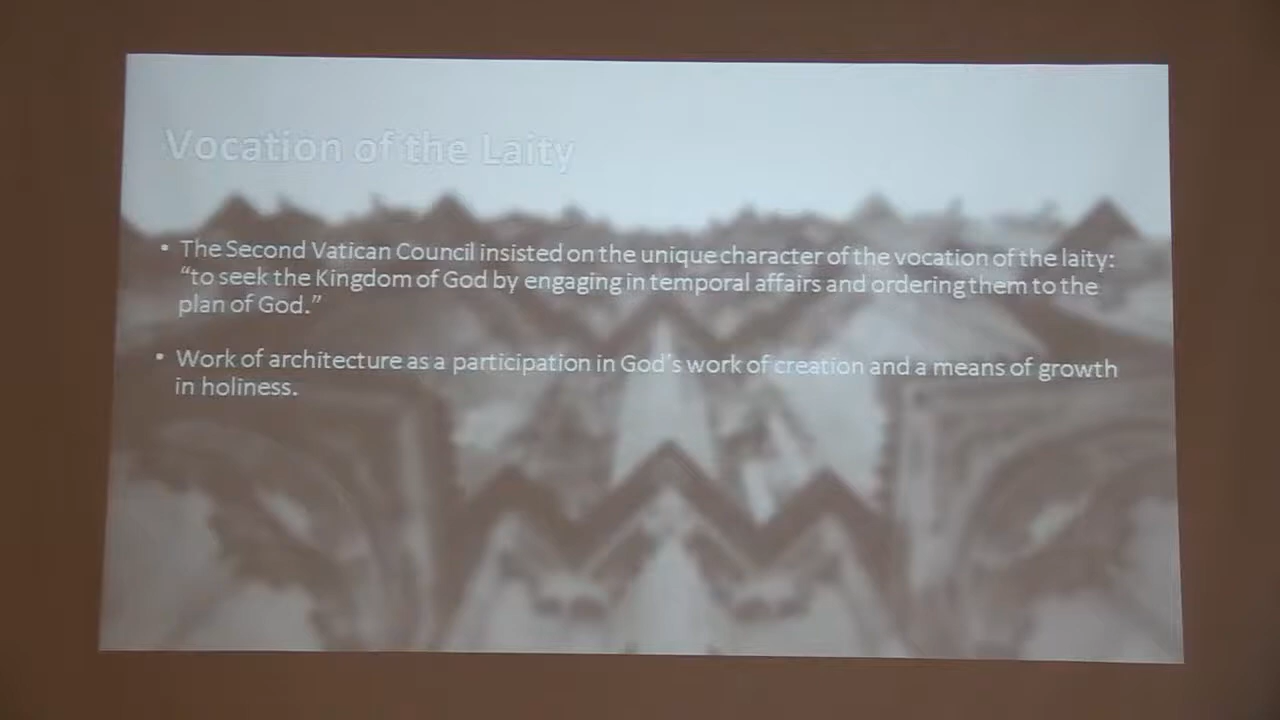 Vocation of the Laity
• The Second Vatican Council insisted on the unique character of the vocation of the laity:
“to seek the Kingdom of God by engaging in temporal affairs and ordering them to the
plan of God.”
• Work of architecture as a participation in God’s work of creation and a means of growth
in holiness.